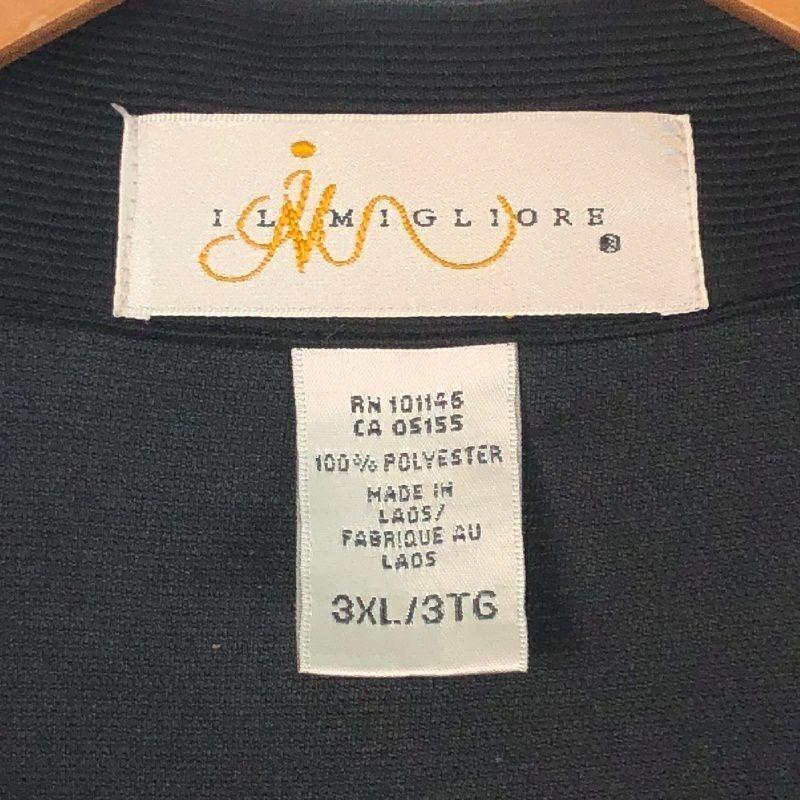 IL MIGLIORE
RN 101146
CA 05155
100% POLYESTER
MADE IN
LAOS/
FABRIQUE AU
LAOS
3XL/3TG